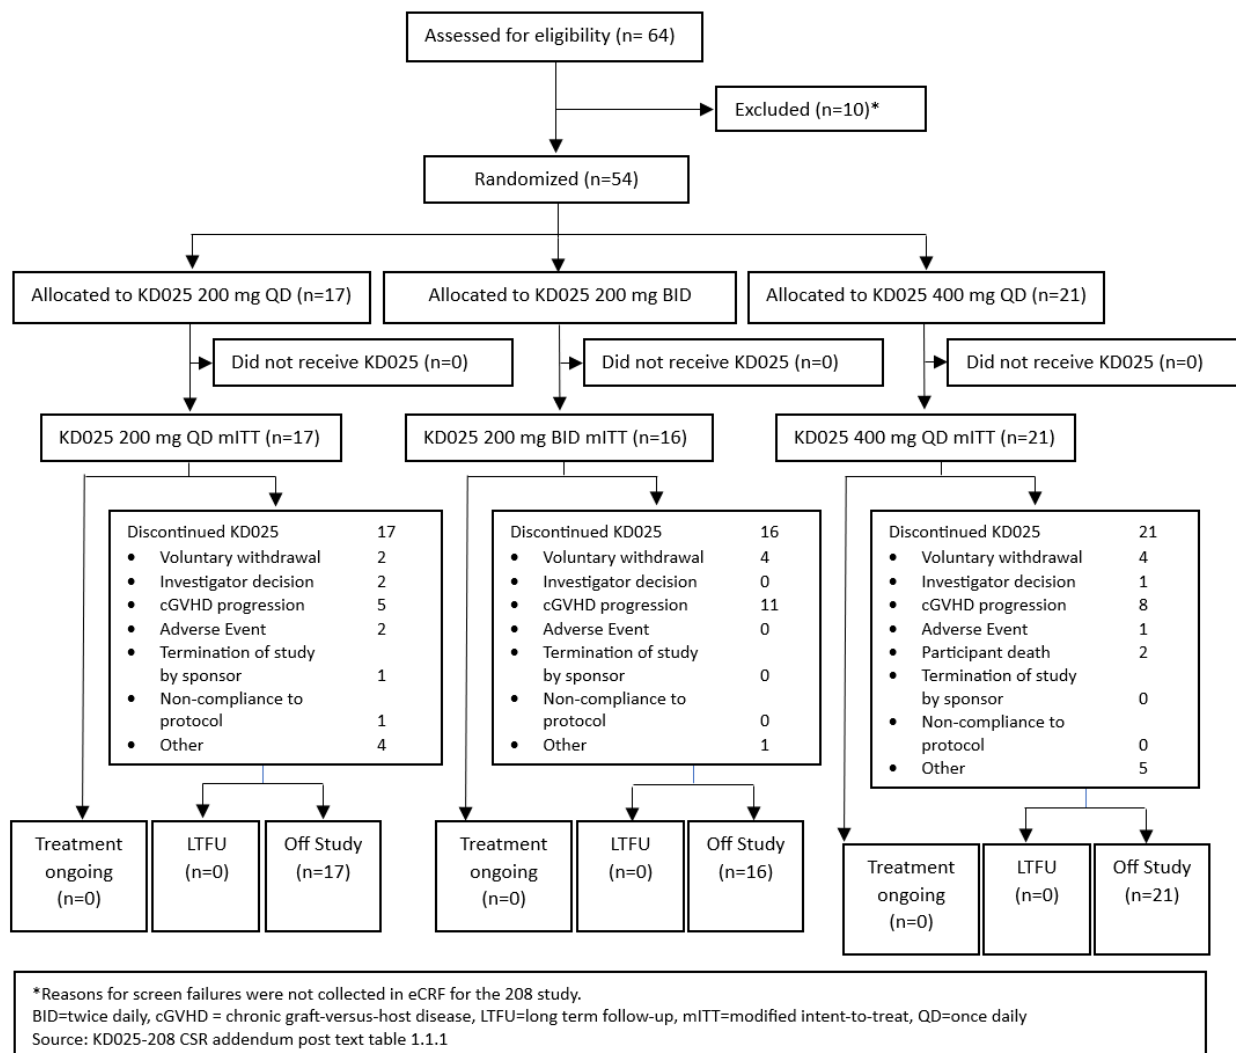 Assessed for eligibility (n= 64)
Excluded (n=10)*
Randomized (n=54)
Allocated to KD025 200 mg QD (n=17)
Allocated to KD025 200 mg BID
Allocated to KD025 400 mg QD (n=21)
Did not receive KD025 (n=0)
Did not receive KD025 (n=0)
Did not receive KD025 (n=0)
KD025 200 mg QD mITT (n=17)
KD025 200 mg BID mITT (n=16)
KD025 400 mg QD mITT (n=21)
Discontinued KD025 17
• Voluntary withdrawal 2
• Investigator decision 2
• cGVHD progression 5
• Adverse Event 2
• Termination of study
by sponsor 1
• Non-compliance to
protocol 1
• Other 4
Discontinued KD025 16
• Voluntary withdrawal 4
• Investigator decision 0
• cGVHD progression 11
• Adverse Event 0
• Termination of study
by sponsor 0
• Non-compliance to
protocol 0
• Other 1
Discontinued KD025 21
• Voluntary withdrawal 4
• Investigator decision 1
• cGVHD progression 8
• Adverse Event 1
• Participant death 2
• Termination of study
by sponsor 0
• Non-compliance to
protocol 0
• Other 5
Treatment
ongoing
(n=0)
LTFU
(n=0)
Off Study
(n=17)
Treatment
ongoing
(n=0)
LTFU
(n=0)
Off Study
(n=16)
Treatment
ongoing
(n=0)
LTFU
(n=0)
Off Study
(n=21)
*Reasons for screen failures were not collected in eCRF for the 208 study.
BID=twice daily, cGVHD = chronic graft-versus-host disease, LTFU=long term follow-up, mITT=modified intent-to-treat, QD=once daily
Source: KD025-208 CSR addendum post text table 1.1.1